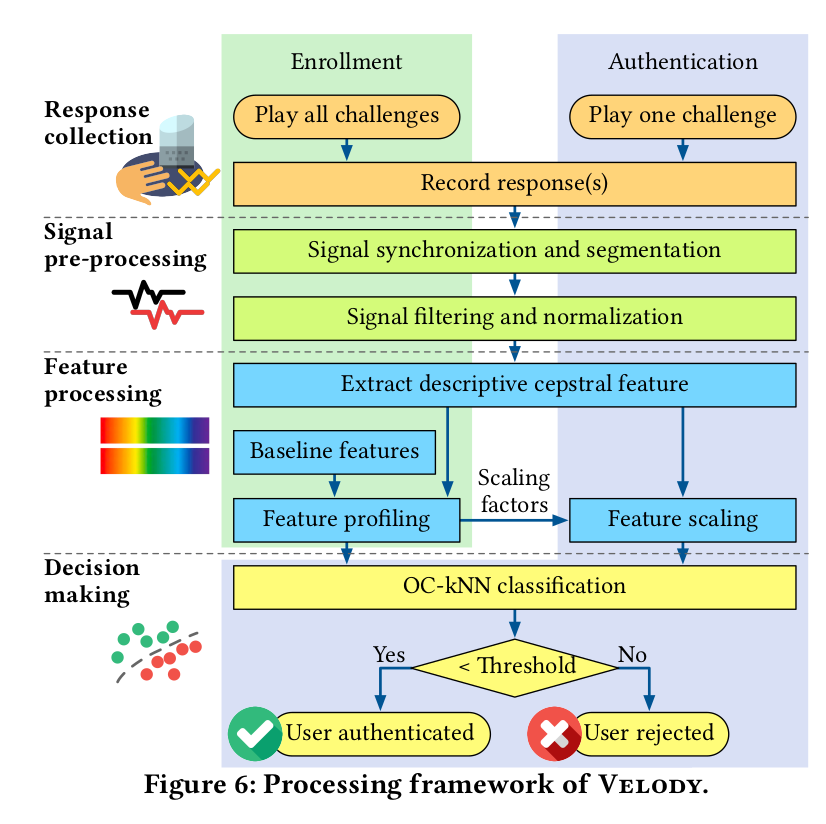 Enrollment
Authentication
Response
collection
Play all challenges
Play one challenge
Record response(s)
Signal
pre-processing
Signal synchronization and segmentation
Signal filtering and normalization
Feature
processing
Extract descriptive cepstral feature
Baseline features
Scaling
factors
Feature profiling
Feature scaling
Decision
making
OC-kNN classification
Yes
< Threshold
No
User authenticated
User rejected
Figure 6: Processing framework of VELODY.